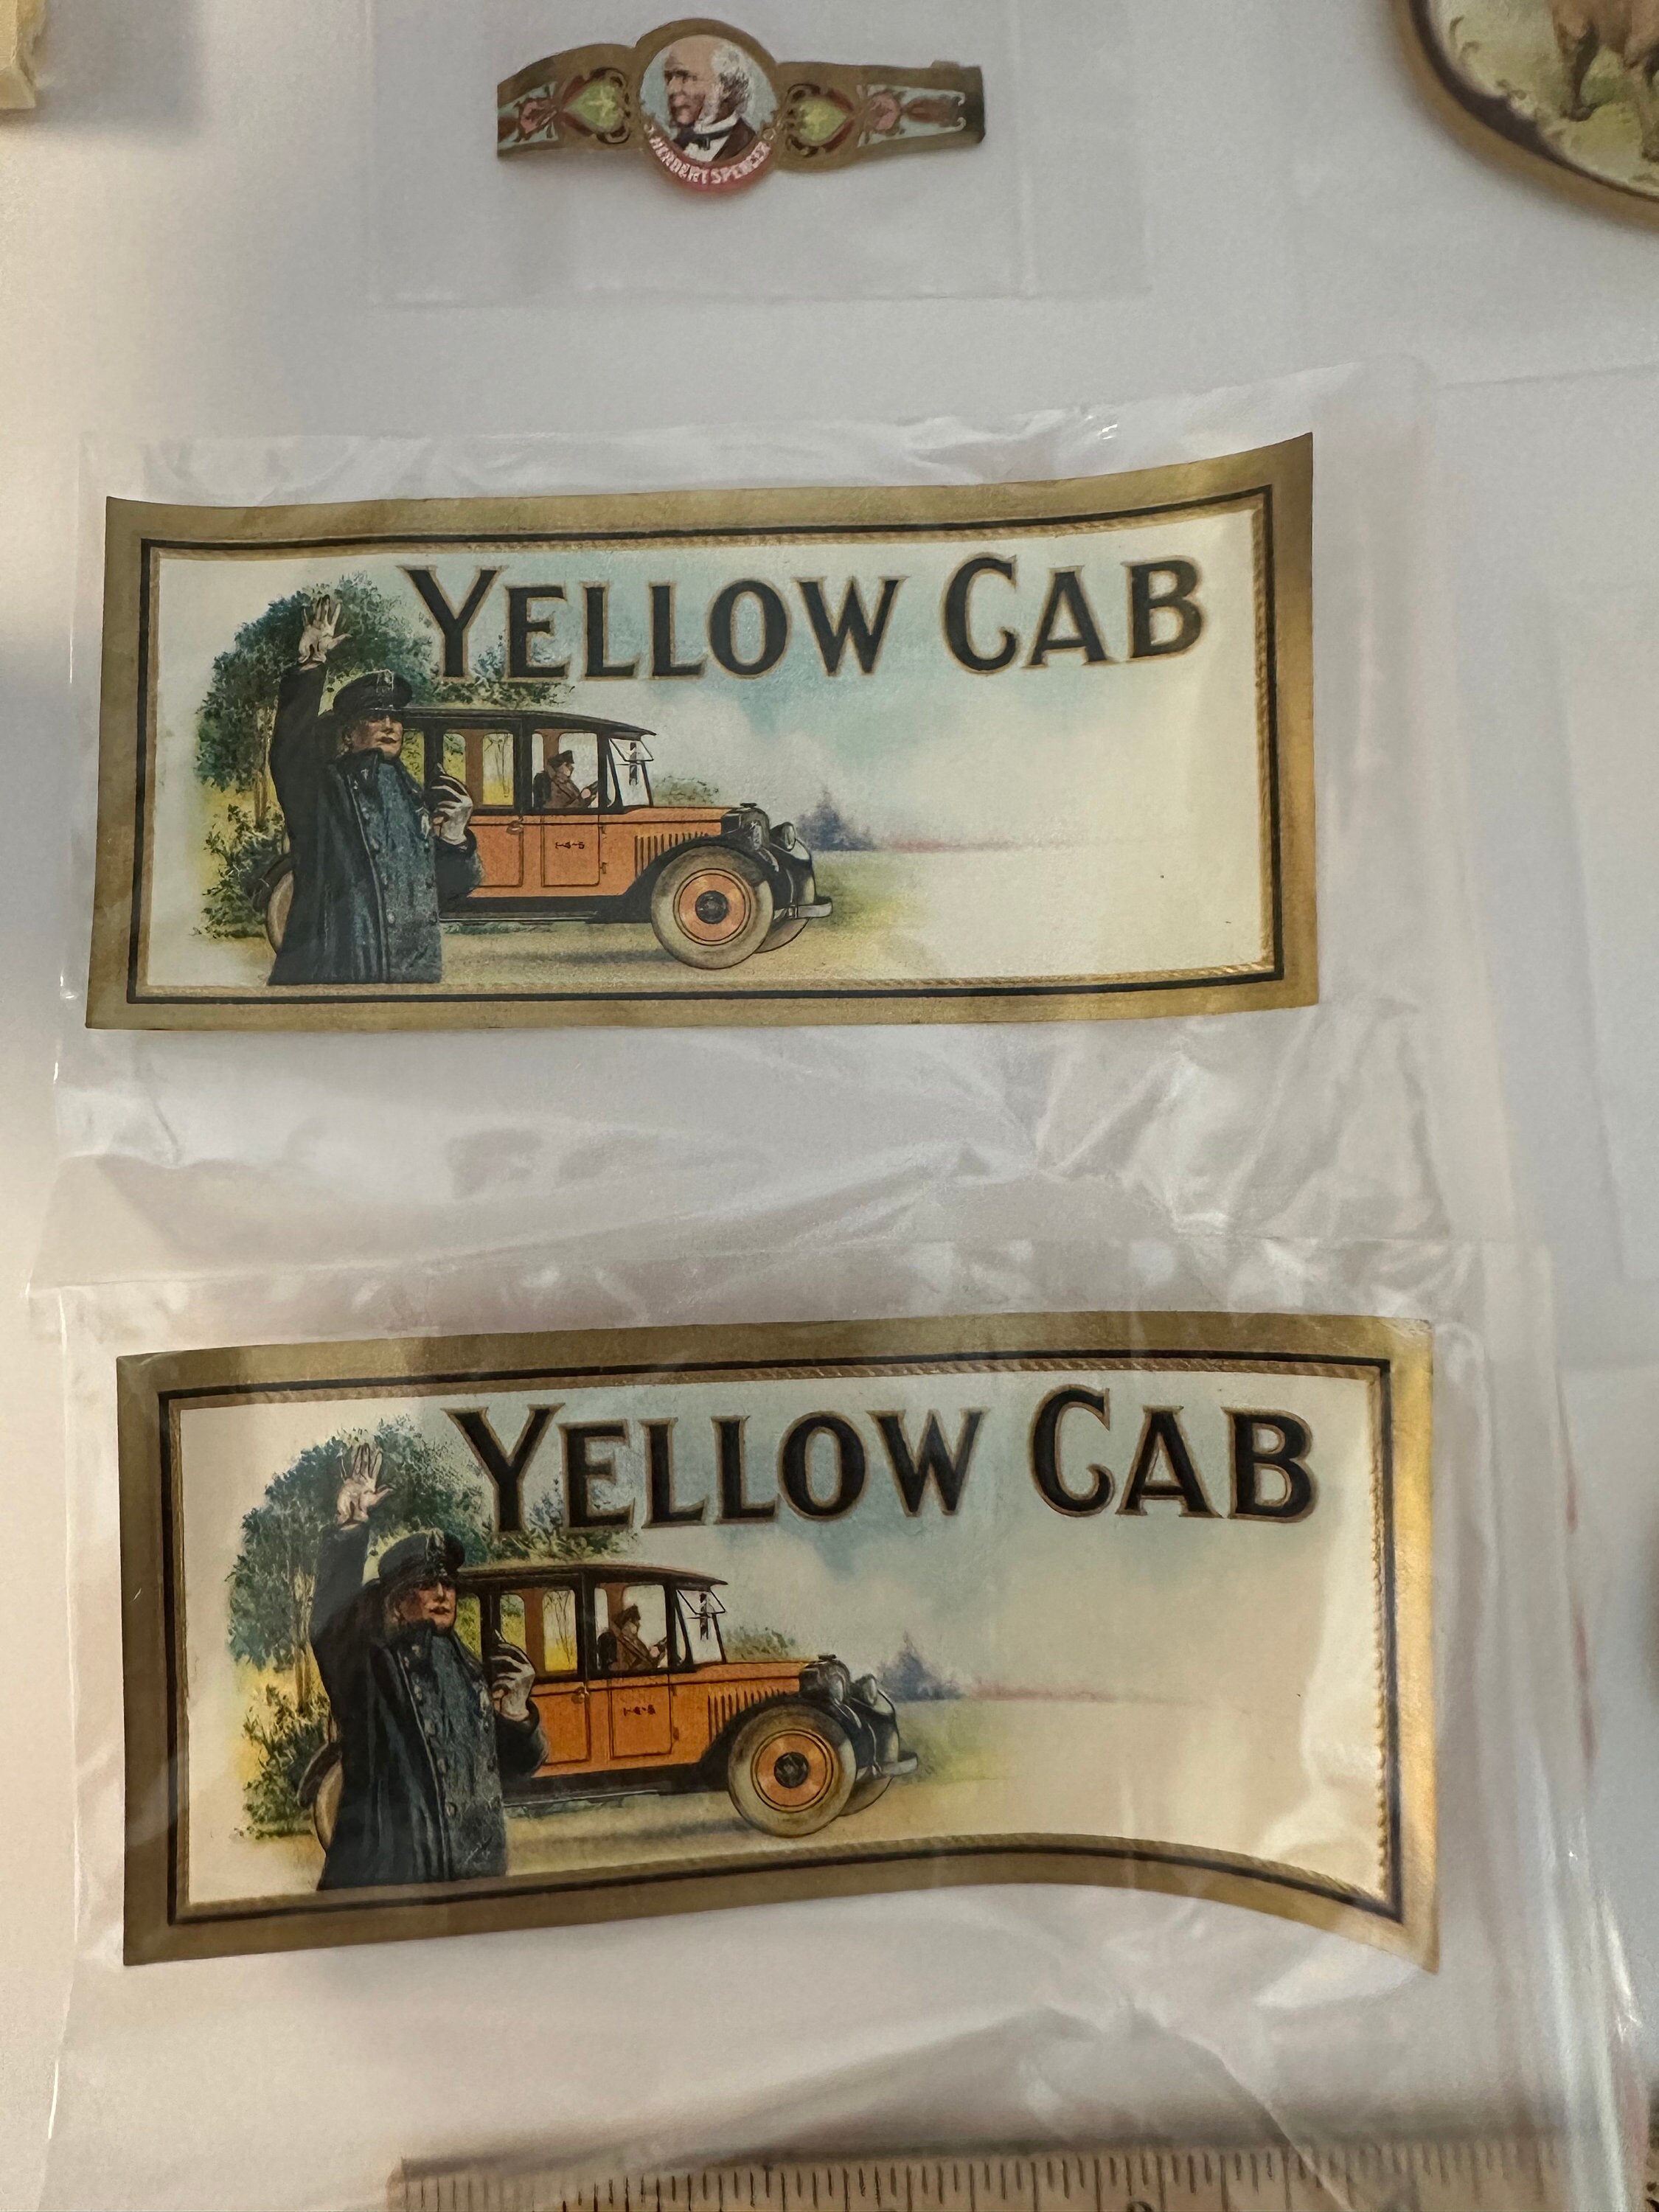 HERBERT SPENCER
YELLOW CAB
1-4-5
YELLOW CAB
1-4-5